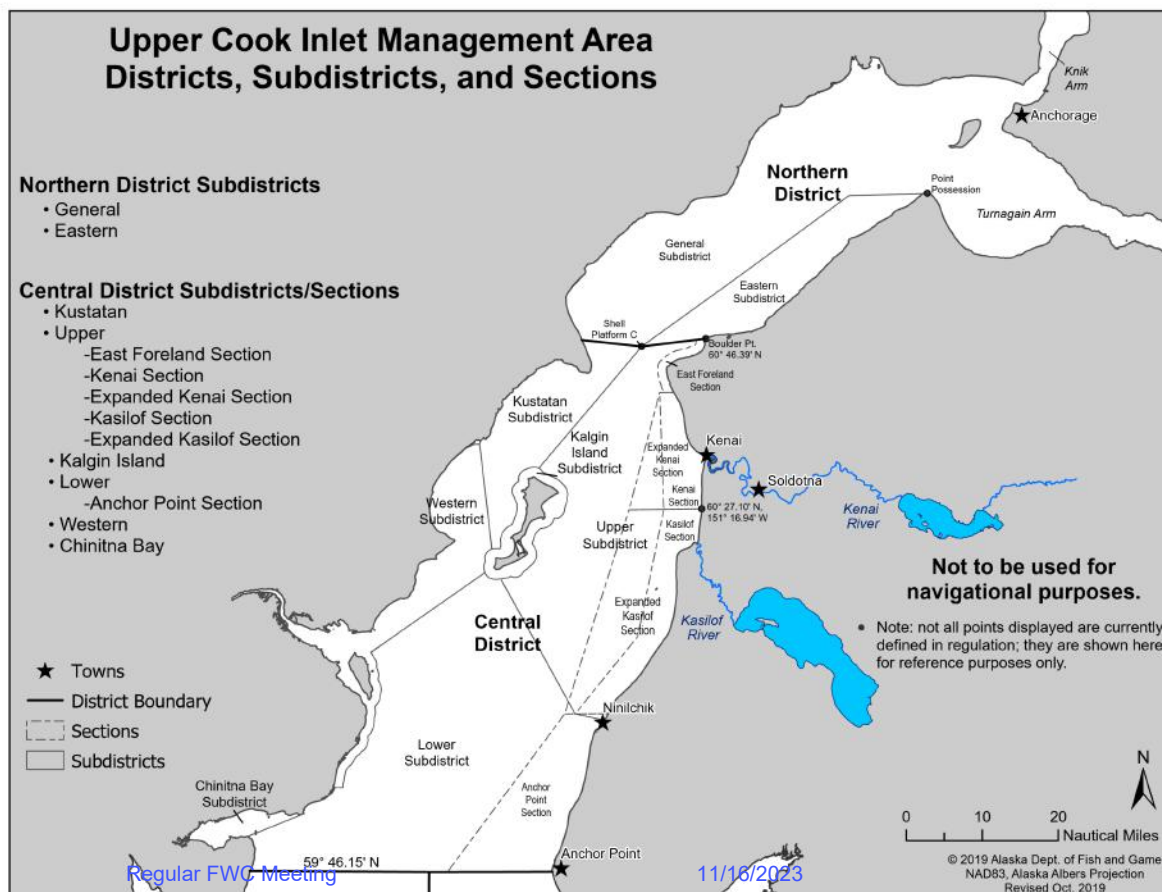 Upper Cook Inlet Management Area
Districts, Subdistricts, and Sections
Northern District Subdistricts
• General
• Eastern
Central District Subdistricts/Sections
• Kustatan
• Upper
-East Foreland Section
-Kenai Section
-Expanded Kenai Section
-Kasilof Section
-Expanded Kasilof Section
• Kalgin Island
• Lower
-Anchor Point Section
• Western
• Chinitna Bay
Knik
Arm
Anchorage
Northern
District
Point
Possession
Turnagain Arm
General
Subdistrict
Eastern
Subdistrict
Shell
Platform C
Boulder Pt.
60° 46.39' N
East Foreland
Section
Kustatan
Subdistrict
Kalgin
Island
Subdistrict
Expanded
Kenai
Section
Kenai
Soldotna
Kenai
Section
60° 27.10' N,
151° 16.94' W
Kenai
River
Western
Subdistrict
Upper
Subdistrict
Kasilof
Section
Not to be used for
navigational purposes.
Expanded
Kasilof
Section
Kasilof
River
Central
District
• Note: not all points displayed are currently
defined in regulation; they are shown here
for reference purposes only.
Towns
District Boundary
Sections
Subdistricts
Ninilchik
Lower
Subdistrict
Chinitna Bay
Subdistrict
Anchor
Point
Section
N
0 10 20
Nautical Miles
59° 46.15' N
Anchor Point
Regular FWC Meeting
11/16/2023
© 2019 Alaska Dept. of Fish and Game
NAD83, Alaska Albers Projection
Revised Oct. 2019